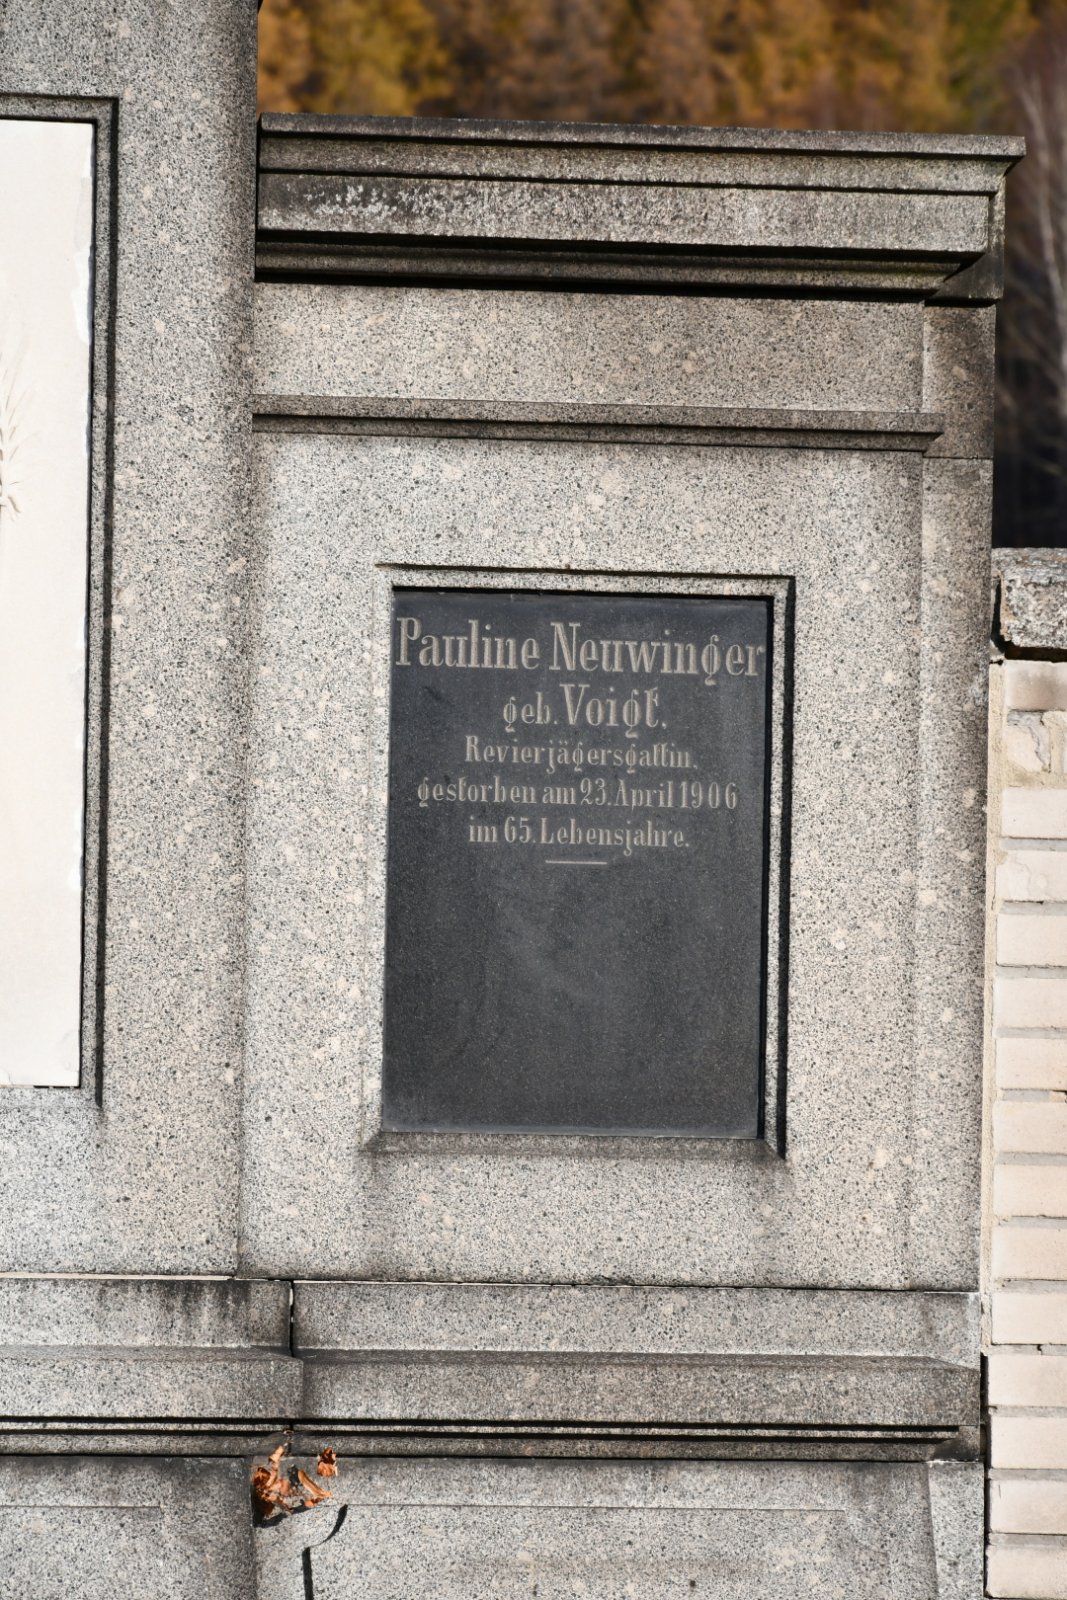 Pauline Neuwinger
geb. Voigt,
Revierjägersgattin,
gestorben am 23. April 1906
im 65. Lebensjahre.